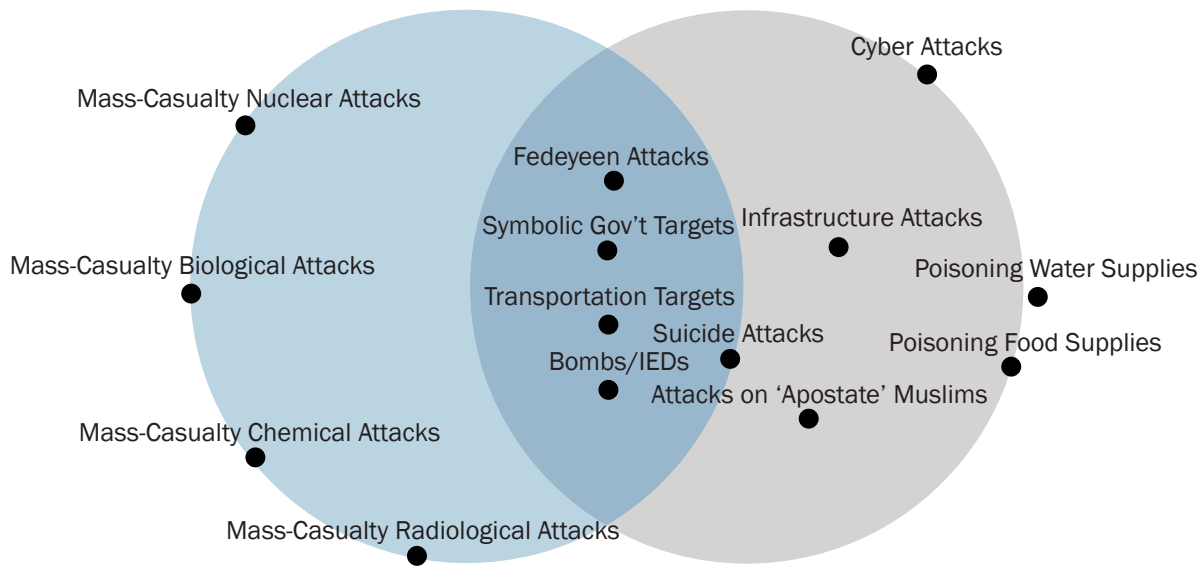 Cyber Attacks
Mass-Casualty Nuclear Attacks
Fedeyeen Attacks
Symbolic Gov't Targets
Infrastructure Attacks
Mass-Casualty Biological Attacks
Poisoning Water Supplies
Transportation Targets
Suicide Attacks
Poisoning Food Supplies
Bombs/IEDs
Attacks on ‘Apostate’ Muslims
Mass-Casualty Chemical Attacks
Mass-Casualty Radiological Attacks